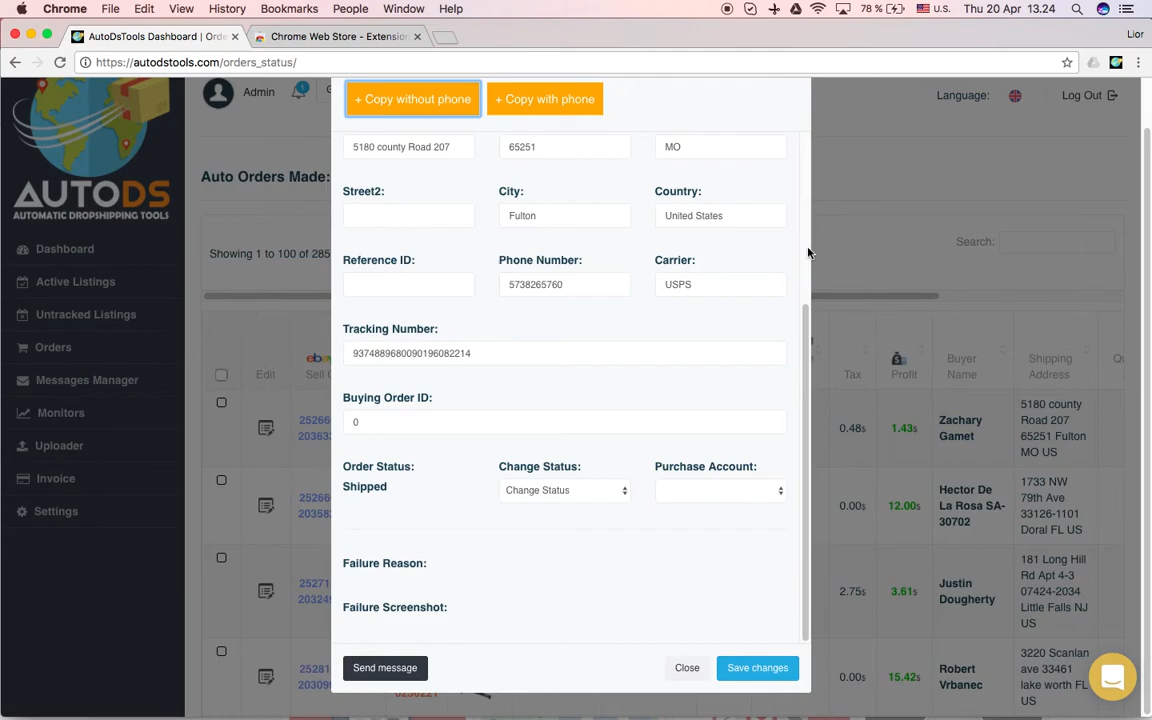 Chrome File Edit View History Bookmarks People Window Help 78 % U.S. Thu 20 Apr 13.24
AutoDsTools Dashboard | Orde Chrome Web Store - Extension Lior
https://autodstools.com/orders_status/
AUTODS
AUTOMATIC DROPSHIPPING TOOLS
Dashboard
Active Listings
Untracked Listings
Orders
Messages Manager
Monitors
Uploader
Invoice
Settings
Admin
Language: Log Out
Auto Orders Made:
Showing 1 to 100 of 285
Search:
+ Copy without phone + Copy with phone
5180 county Road 207 65251 MO
Street2: City: Country:
Fulton United States
Reference ID: Phone Number: Carrier:
5738265760 USPS
Tracking Number:
9374889680090196082214
Buying Order ID:
0
Order Status: Change Status: Purchase Account:
Shipped Change Status
Failure Reason:
Failure Screenshot:
Send message Close Save changes
Edit Tax Profit Buyer Name Shipping Address
0.48$ 1.43$ Zachary Gamet
5180 county
Road 207
65251 Fulton
MO US
0.00$ 12.00$ Hector De
La Rosa SA-
30702
1733 NW
79th Ave
33126-1101
Doral FL US
2.75$ 3.61$ Justin
Dougherty
181 Long Hill
Rd Apt 4-3
07424-2034
Little Falls NJ
US
0.00$ 15.42$ Robert
Vrbanec
3220 Scanlan
ave 33461
lake worth FL
US